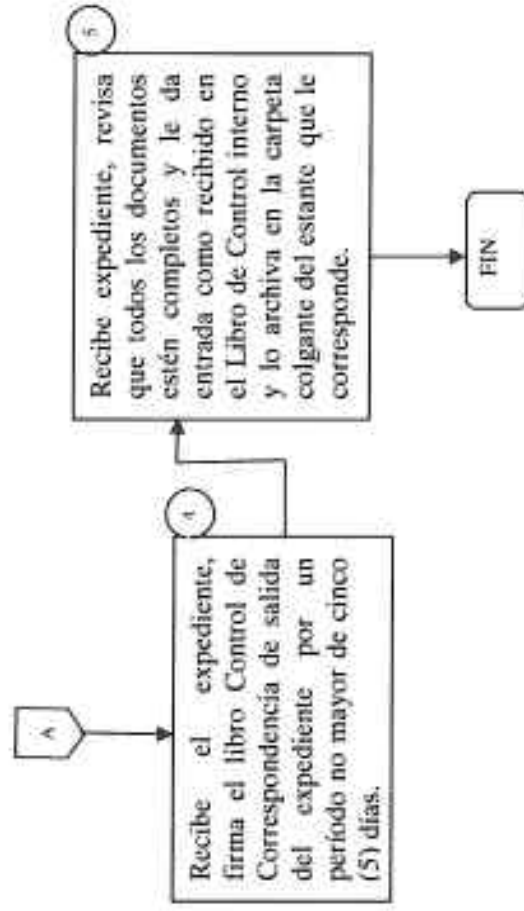 A
4
Recibe el expediente,
firma el libro Control de
Correspondencia de salida
del expediente por un
período no mayor de cinco
(5) días.
5
Recibe expediente, revisa
que todos los documentos
estén completos y le da
entrada como recibido en
el Libro de Control interno
y lo archiva en la carpeta
colgante del estante que le
corresponde.
FIN